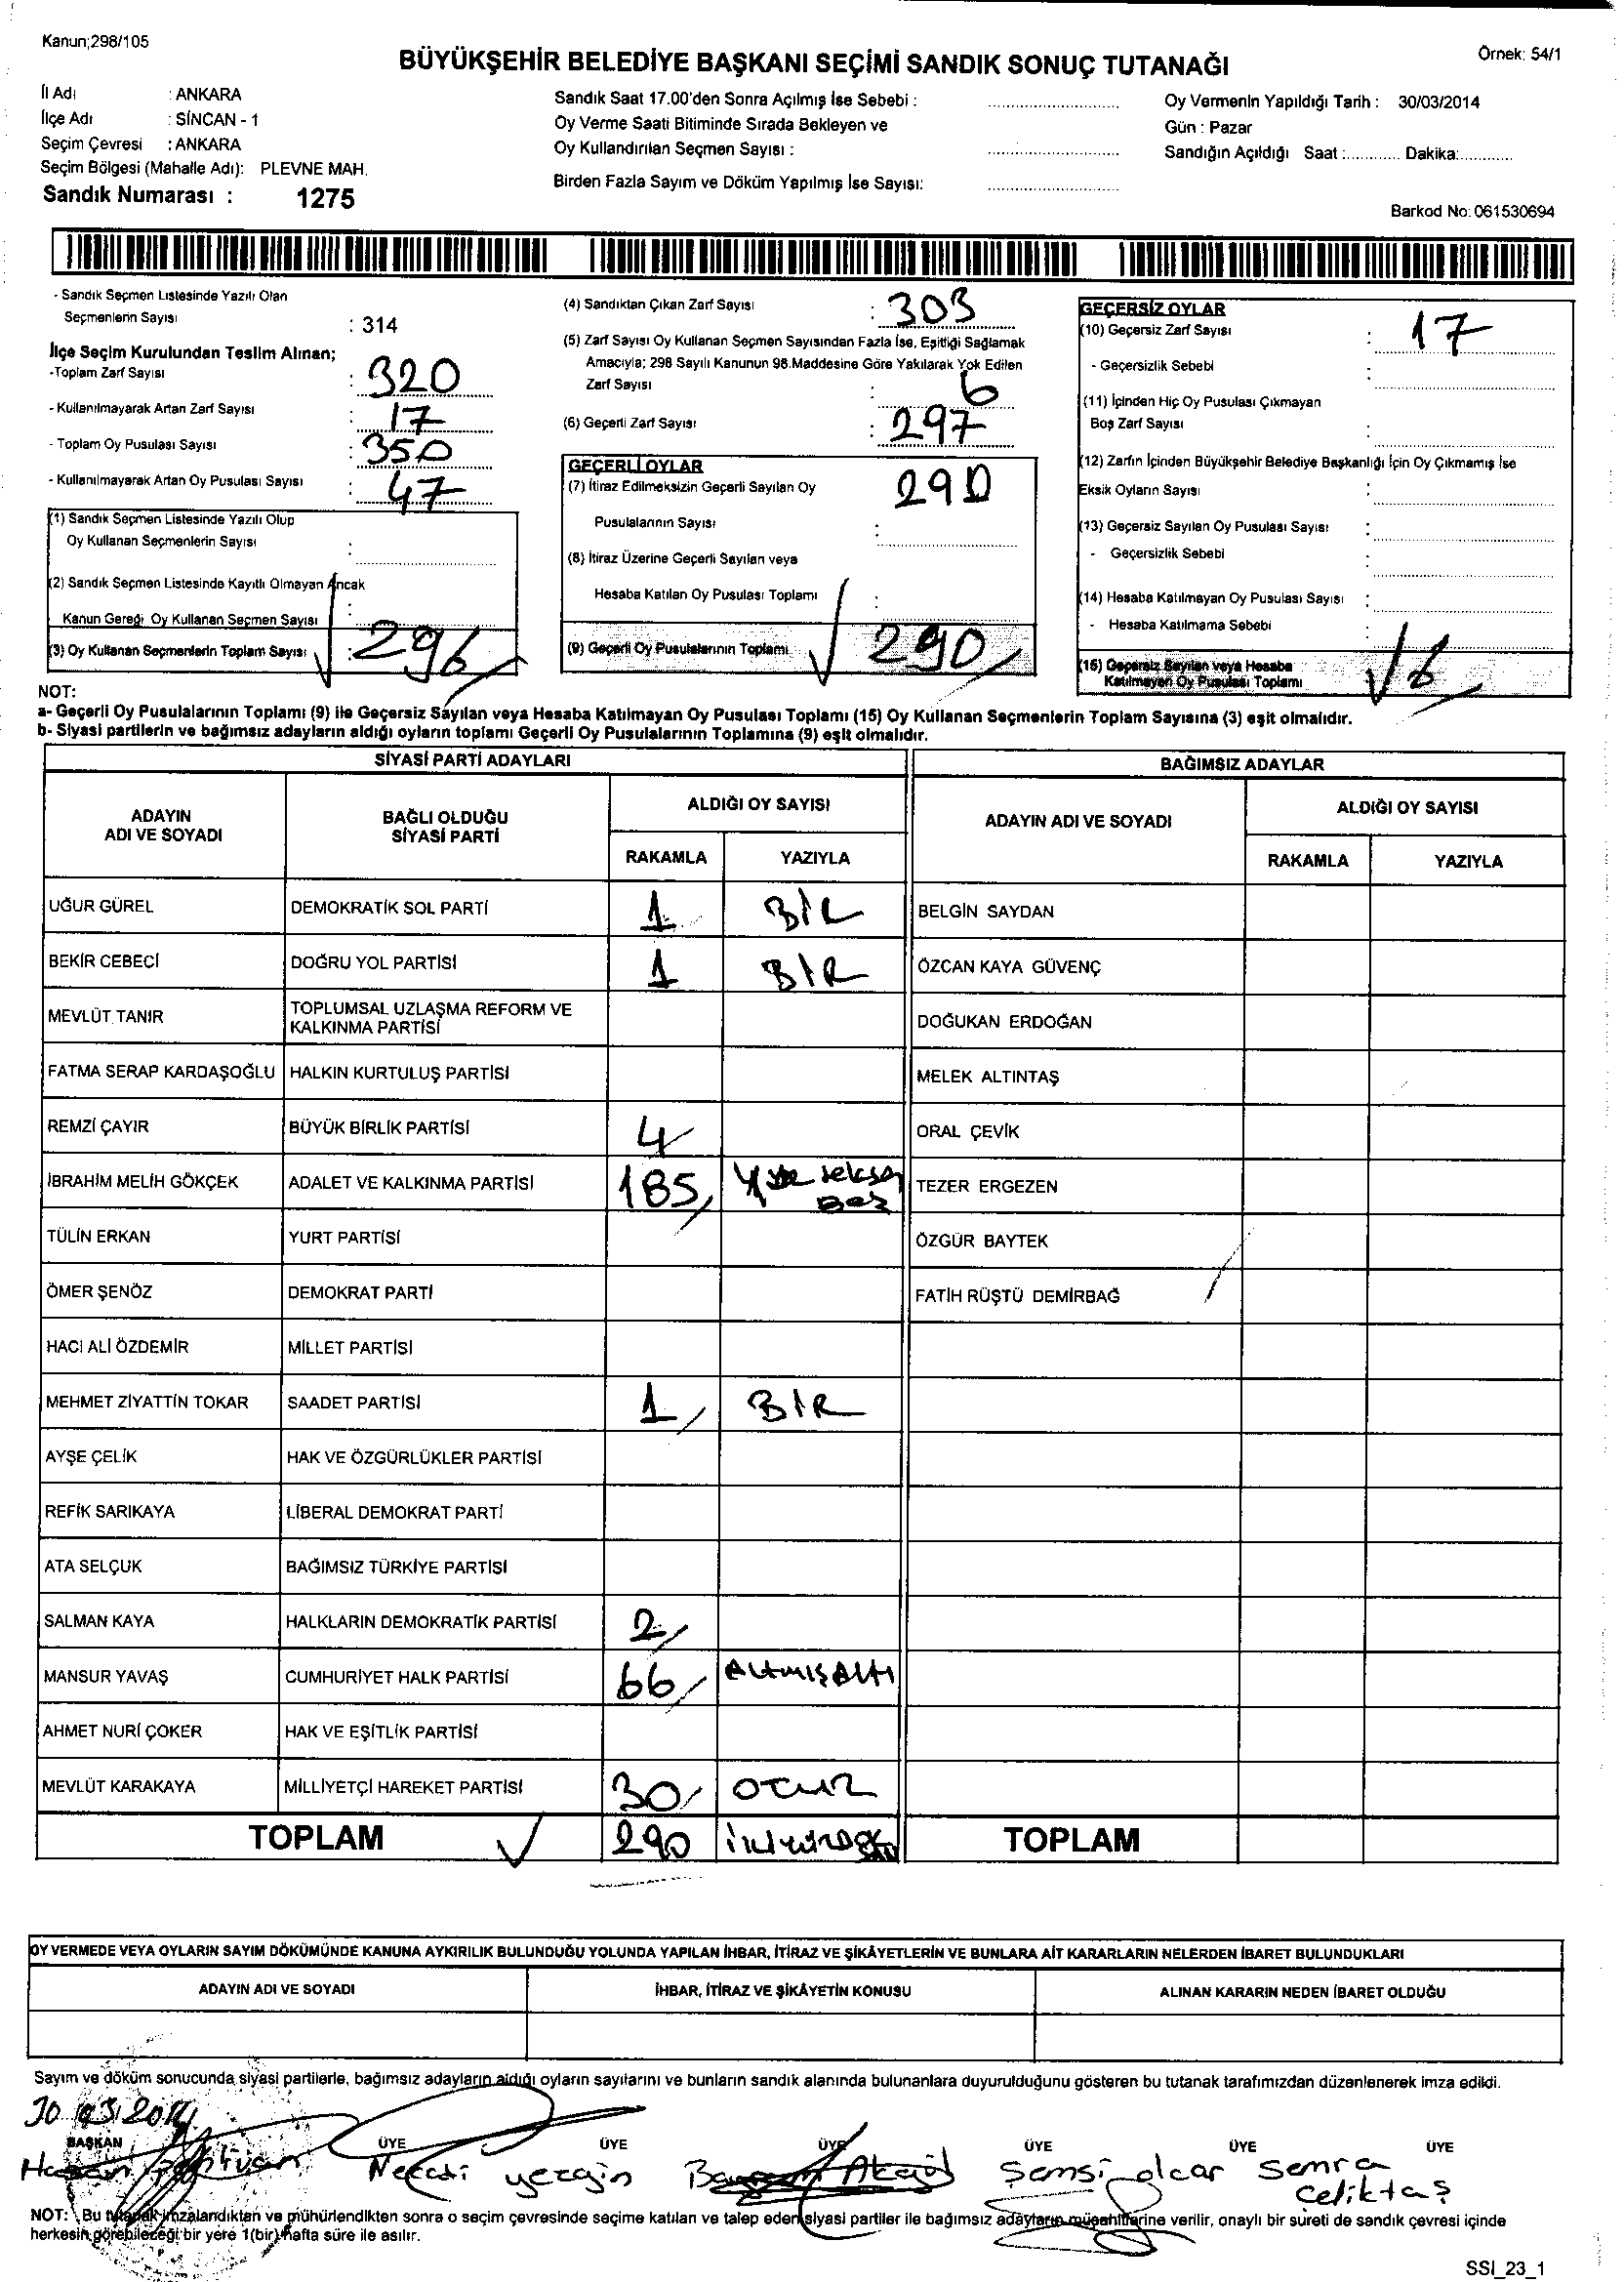 Kanun;298/105
BÜYÜKŞEHİR BELEDİYE BAŞKANI SEÇİMİ SANDIK SONUÇ TUTANAĞI
Örnek: 54/1
İl Adı : ANKARA
İlçe Adı : SİNCAN - 1
Seçim Çevresi : ANKARA
Seçim Bölgesi (Mahalle Adı): PLEVNE MAH.
Sandık Numarası : 1275
Sandık Saat 17.00'den Sonra Açılmış İse Sebebi :
Oy Verme Saati Bitiminde Sırada Bekleyen ve
Oy Kullandırılan Seçmen Sayısı :
Birden Fazla Sayım ve Döküm Yapılmış İse Sayısı:
Oy Vermenin Yapıldığı Tarih : 30/03/2014
Gün : Pazar
Sandığın Açıldığı Saat :............ Dakika:............
Barkod No: 061530694
- Sandık Seçmen Listesinde Yazılı Olan
Seçmenlerin Sayısı : 314
İlçe Seçim Kurulundan Teslim Alınan;
-Toplam Zarf Sayısı : 320
- Kullanılmayarak Artan Zarf Sayısı : 17
- Toplam Oy Pusulası Sayısı : 350
- Kullanılmayarak Artan Oy Pusulası Sayısı : 47
(1) Sandık Seçmen Listesinde Yazılı Olup
Oy Kullanan Seçmenlerin Sayısı :
(2) Sandık Seçmen Listesinde Kayıtlı Olmayan Ancak
Kanun Gereği Oy Kullanan Seçmen Sayısı :
(3) Oy Kullanan Seçmenlerin Toplam Sayısı : 296
(4) Sandıktan Çıkan Zarf Sayısı : 303
(5) Zarf Sayısı Oy Kullanan Seçmen Sayısından Fazla İse, Eşitliği Sağlamak
Amacıyla; 298 Sayılı Kanunun 98.Maddesine Göre Yakılarak Yok Edilen
Zarf Sayısı : 6
(6) Geçerli Zarf Sayısı : 297
GEÇERLİ OYLAR
(7) İtiraz Edilmeksizin Geçerli Sayılan Oy 290
Pusulalarının Sayısı :
(8) İtiraz Üzerine Geçerli Sayılan veya
Hesaba Katılan Oy Pusulası Toplamı :
(9) Geçerli Oy Pusulalarının Toplamı 290
GEÇERSİZ OYLAR
(10) Geçersiz Zarf Sayısı : 17
- Geçersizlik Sebebi :
(11) İçinden Hiç Oy Pusulası Çıkmayan
Boş Zarf Sayısı :
(12) Zarfın İçinden Büyükşehir Belediye Başkanlığı İçin Oy Çıkmamış İse
Eksik Oyların Sayısı :
(13) Geçersiz Sayılan Oy Pusulası Sayısı :
- Geçersizlik Sebebi :
(14) Hesaba Katılmayan Oy Pusulası Sayısı :
- Hesaba Katılmama Sebebi :
(15) Geçersiz Sayılan veya Hesaba
Katılmayan Oy Pusulası Toplamı 6
NOT:
a- Geçerli Oy Pusulalarının Toplamı (9) ile Geçersiz Sayılan veya Hesaba Katılmayan Oy Pusulası Toplamı (15) Oy Kullanan Seçmenlerin Toplam Sayısına (3) eşit olmalıdır.
b- Siyasi partilerin ve bağımsız adayların aldığı oyların toplamı Geçerli Oy Pusulalarının Toplamına (9) eşit olmalıdır.
SİYASİ PARTİ ADAYLARI BAĞIMSIZ ADAYLAR
ADAYIN ADI VE SOYADI BAĞLI OLDUĞU SİYASİ PARTİ ALDIĞI OY SAYISI ADAYIN ADI VE SOYADI ALDIĞI OY SAYISI
RAKAMLA YAZIYLA RAKAMLA YAZIYLA
UĞUR GÜREL DEMOKRATİK SOL PARTİ 1 BİR BELGİN SAYDAN
BEKİR CEBECİ DOĞRU YOL PARTİSİ 1 BIR ÖZCAN KAYA GÜVENÇ
MEVLÜT TANIR TOPLUMSAL UZLAŞMA REFORM VE KALKINMA PARTİSİ DOĞUKAN ERDOĞAN
FATMA SERAP KARDAŞOĞLU HALKIN KURTULUŞ PARTİSİ MELEK ALTINTAŞ
REMZİ ÇAYIR BÜYÜK BİRLİK PARTİSİ 4 ORAL ÇEVİK
İBRAHİM MELİH GÖKÇEK ADALET VE KALKINMA PARTİSİ 185 Yüz seksen Beş TEZER ERGEZEN
TÜLİN ERKAN YURT PARTİSİ ÖZGÜR BAYTEK
ÖMER ŞENÖZ DEMOKRAT PARTİ FATİH RÜŞTÜ DEMİRBAĞ
HACI ALİ ÖZDEMİR MİLLET PARTİSİ
MEHMET ZİYATTİN TOKAR SAADET PARTİSİ 1 BIR
AYŞE ÇELİK HAK VE ÖZGÜRLÜKLER PARTİSİ
REFİK SARIKAYA LİBERAL DEMOKRAT PARTİ
ATA SELÇUK BAĞIMSIZ TÜRKİYE PARTİSİ
SALMAN KAYA HALKLARIN DEMOKRATİK PARTİSİ 2
MANSUR YAVAŞ CUMHURİYET HALK PARTİSİ 66 ALTMIŞALTI
AHMET NURİ ÇOKER HAK VE EŞİTLİK PARTİSİ
MEVLÜT KARAKAYA MİLLİYETÇİ HAREKET PARTİSİ 30 OTUZ
TOPLAM 290 TOPLAM
OY VERMEDE VEYA OYLARIN SAYIM DÖKÜMÜNDE KANUNA AYKIRILIK BULUNDUĞU YOLUNDA YAPILAN İHBAR, İTİRAZ VE ŞİKÂYETLERİN VE BUNLARA AİT KARARLARIN NELERDEN İBARET BULUNDUKLARI
ADAYIN ADI VE SOYADI İHBAR, İTİRAZ VE ŞİKÂYETİN KONUSU ALINAN KARARIN NEDEN İBARET OLDUĞU
Sayım ve döküm sonucunda siyasi partilerle, bağımsız adayların aldığı oyların sayılarını ve bunların sandık alanında bulunanlara duyurulduğunu gösteren bu tutanak tarafımızdan düzenlenerek imza edildi.
30.03.2014
BAŞKAN ÜYE ÜYE ÜYE ÜYE ÜYE ÜYE
Hasan Necati yezgin Akgül Şemsi olcar Semra
Çeliktaş
NOT: Bu tutanak imzalandıktan ve mühürlendikten sonra o seçim çevresinde seçime katılan ve talep eden siyasi partiler ile bağımsız adayların müşahitlerine verilir, onaylı bir sureti de sandık çevresi içinde
herkesin görebileceği bir yere 1(bir) hafta süre ile asılır.
SSI_23_1